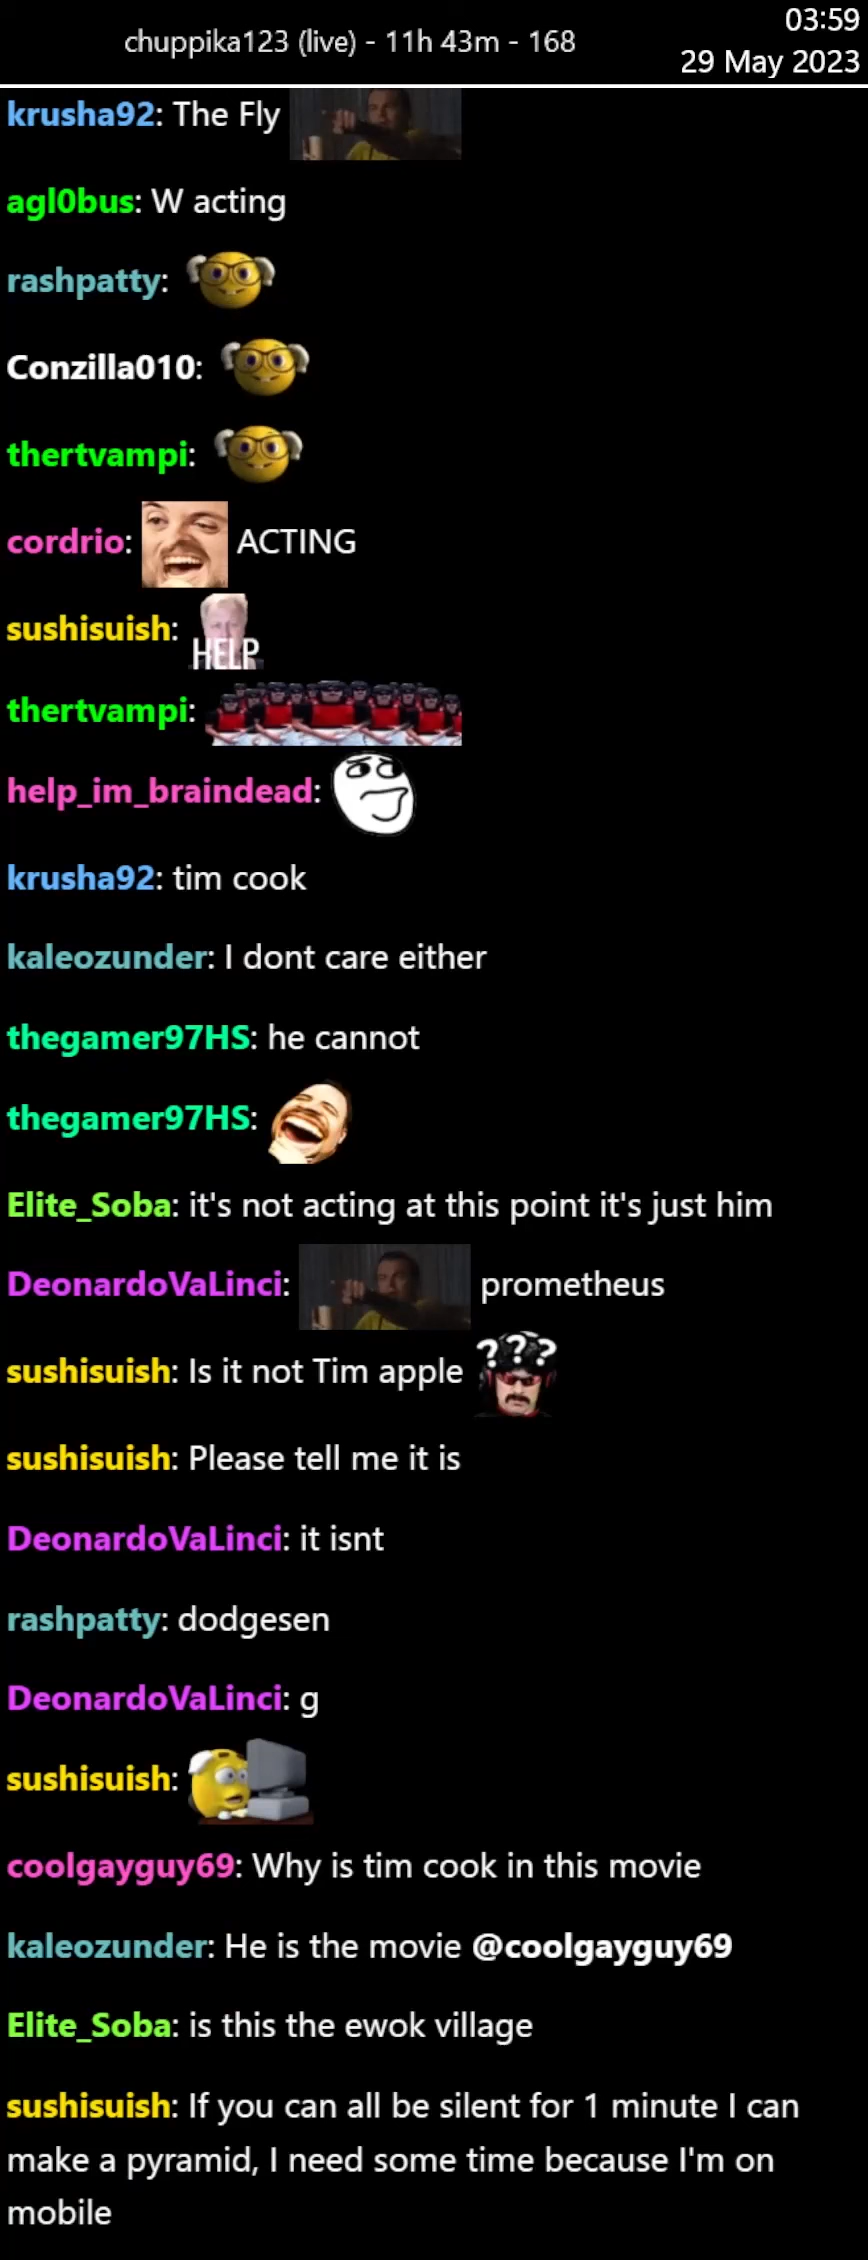 03:59
chuppika123 (live) - 11h 43m - 168
29 May 2023
krusha92: The Fly
agl0bus: W acting
rashpatty:
Conzilla010:
thertvampi:
cordrio: ACTING
sushisuish: HELP
thertvampi:
help_im_braindead:
krusha92: tim cook
kaleozunder: I dont care either
thegamer97HS: he cannot
thegamer97HS:
Elite_Soba: it's not acting at this point it's just him
DeonardoVaLinci: prometheus
sushisuish: Is it not Tim apple ???
sushisuish: Please tell me it is
DeonardoVaLinci: it isnt
rashpatty: dodgesen
DeonardoVaLinci: g
sushisuish:
coolgayguy69: Why is tim cook in this movie
kaleozunder: He is the movie @coolgayguy69
Elite_Soba: is this the ewok village
sushisuish: If you can all be silent for 1 minute I can
make a pyramid, I need some time because I'm on
mobile